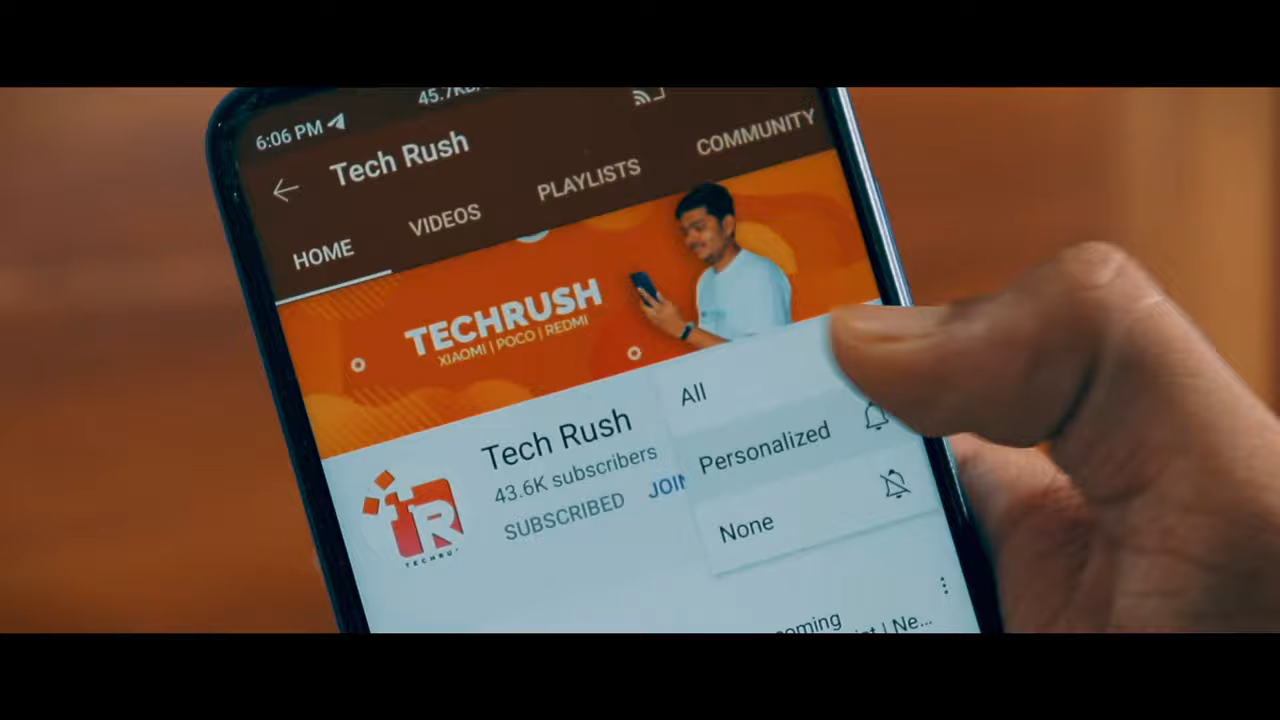 6:06 PM
Tech Rush
HOME
VIDEOS
PLAYLISTS
COMMUNITY
TECHRUSH
XIAOMI | POCO | REDMI
Tech Rush
43.6K subscribers
SUBSCRIBED
All
Personalized
None